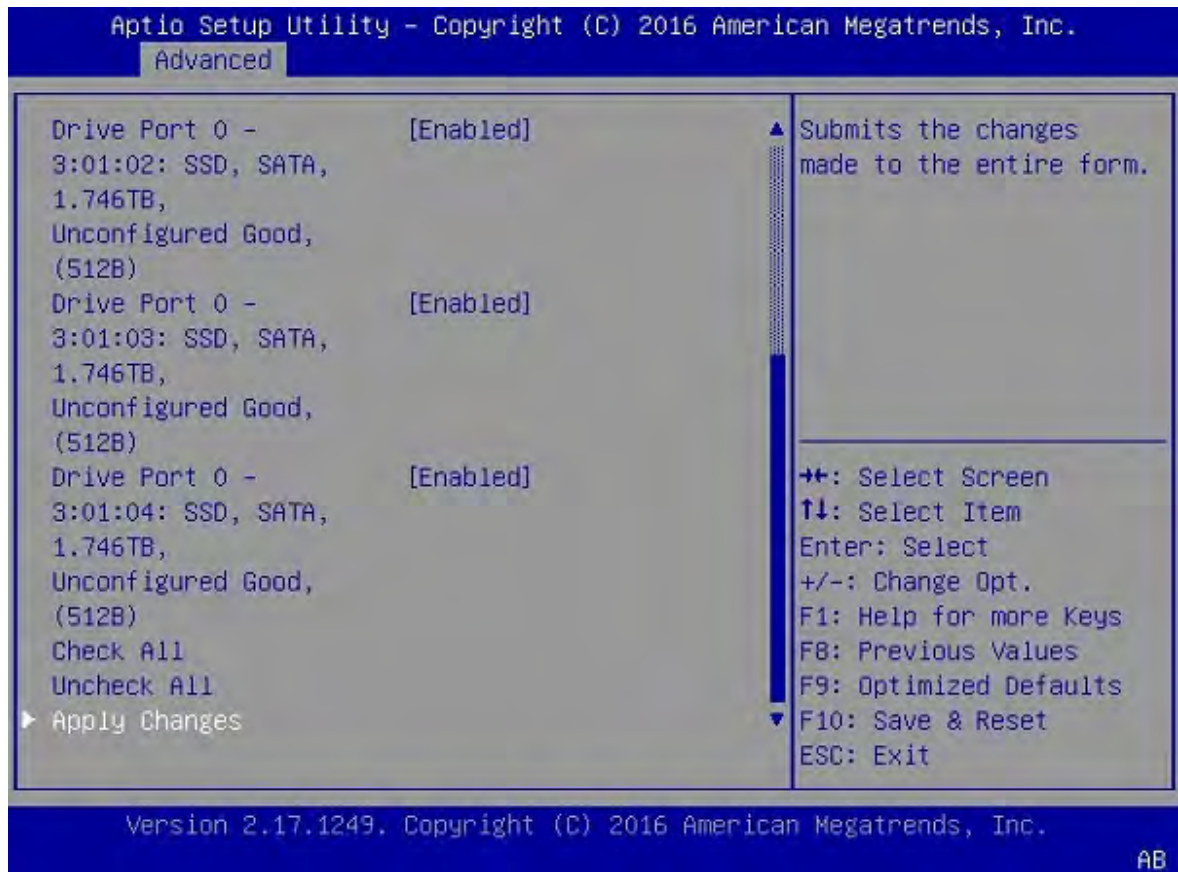 Aptio Setup Utility – Copyright (C) 2016 American Megatrends, Inc.
Advanced
Drive Port 0 – [Enabled]
3:01:02: SSD, SATA,
1.746TB,
Unconfigured Good,
(512B)
Drive Port 0 – [Enabled]
3:01:03: SSD, SATA,
1.746TB,
Unconfigured Good,
(512B)
Drive Port 0 – [Enabled]
3:01:04: SSD, SATA,
1.746TB,
Unconfigured Good,
(512B)
Check All
Uncheck All
▶ Apply Changes
Submits the changes
made to the entire form.
→←: Select Screen
↑↓: Select Item
Enter: Select
+/-: Change Opt.
F1: Help for more Keys
F8: Previous Values
F9: Optimized Defaults
F10: Save & Reset
ESC: Exit
Version 2.17.1249. Copyright (C) 2016 American Megatrends, Inc.
AB